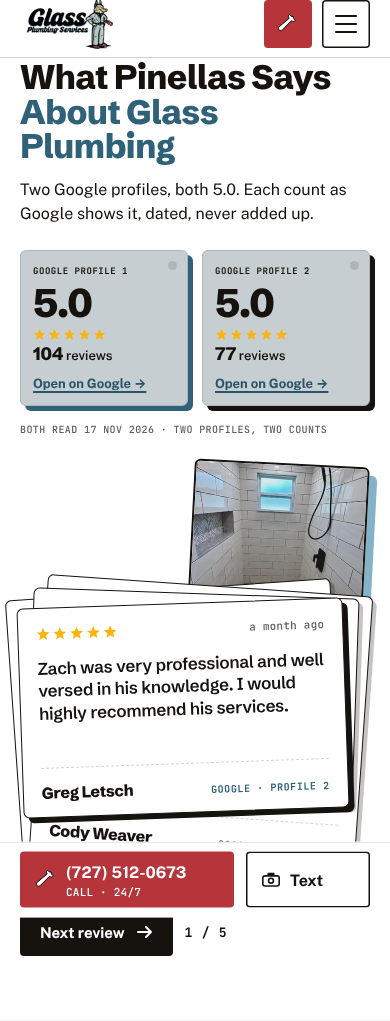 Glass
Plumbing Services
What Pinellas Says
About Glass
Plumbing
Two Google profiles, both 5.0. Each count as
Google shows it, dated, never added up.
GOOGLE PROFILE 1
5.0
104 reviews
Open on Google →
GOOGLE PROFILE 2
5.0
77 reviews
Open on Google →
BOTH READ 17 NOV 2026 · TWO PROFILES, TWO COUNTS
a month ago
Zach was very professional and well
versed in his knowledge. I would
highly recommend his services.
Greg Letsch
GOOGLE · PROFILE 2
Cody Weaver
(727) 512-0673
CALL · 24/7
Text
Next review →
1 / 5